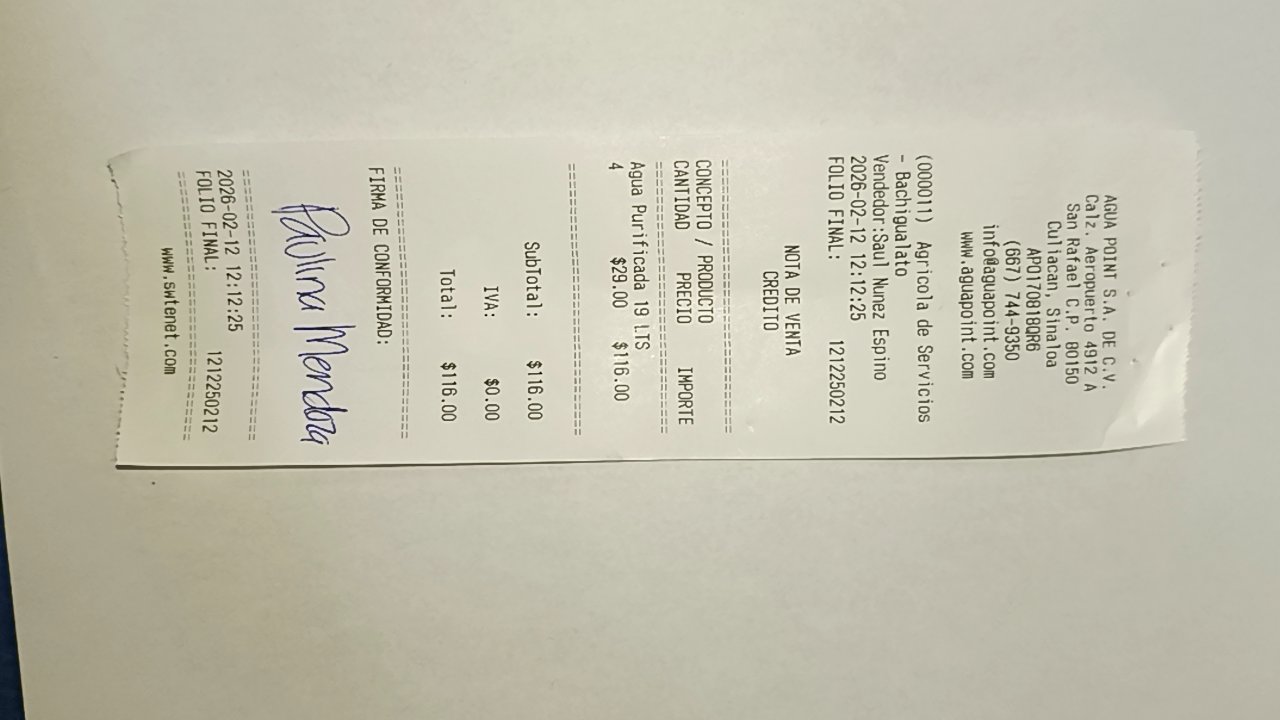 AGUA POINT S.A. DE C.V.
Calz. Aeropuerto 4912 A
San Rafael C.P. 80150
Culiacan, Sinaloa
APO170818QR6
(667) 744-9350
info@aguapoint.com
www.aguapoint.com
(000011) Agricola de Servicios
- Bachigualato
Vendedor:Saul Nunez Espino
2026-02-12 12:12:25
FOLIO FINAL: 1212250212
NOTA DE VENTA
CREDITO
==============================
CONCEPTO / PRODUCTO
CANTIDAD PRECIO IMPORTE
==============================
Agua Purificada 19 LTS
4 $29.00 $116.00
==============================
SubTotal: $116.00
IVA: $0.00
Total: $116.00
==============================
FIRMA DE CONFORMIDAD:
Paulina Mendoza
==============================
2026-02-12 12:12:25
FOLIO FINAL: 1212250212
==============================
www.swtenet.com